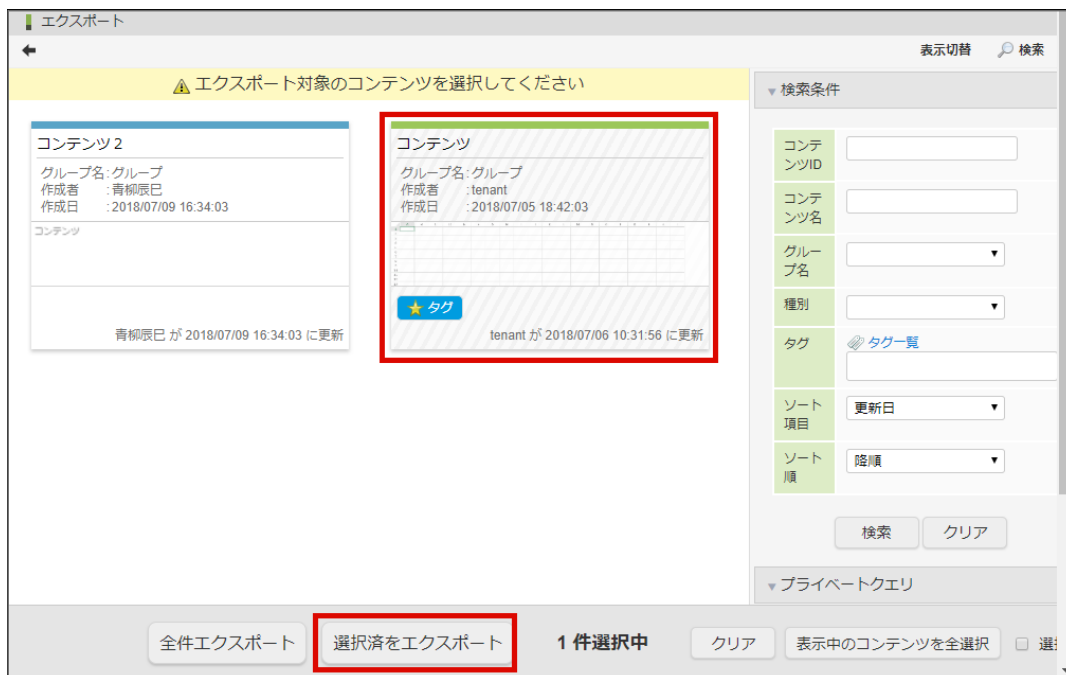 エクスポート
表示切替 検索
エクスポート対象のコンテンツを選択してください
コンテンツ 2
グループ名:グループ
作成者 :青柳辰巳
作成日 :2018/07/09 16:34:03
コンテンツ
青柳辰巳 が 2018/07/09 16:34:03 に更新
コンテンツ
グループ名:グループ
作成者 :tenant
作成日 :2018/07/05 18:42:03
タグ
tenant が 2018/07/06 10:31:56 に更新
検索条件
コンテ
ンツID
コンテ
ンツ名
グルー
プ名
種別
タグ タグ一覧
ソート
項目
更新日
ソート
順
降順
検索 クリア
プライベートクエリ
全件エクスポート 選択済をエクスポート 1 件選択中 クリア 表示中のコンテンツを全選択